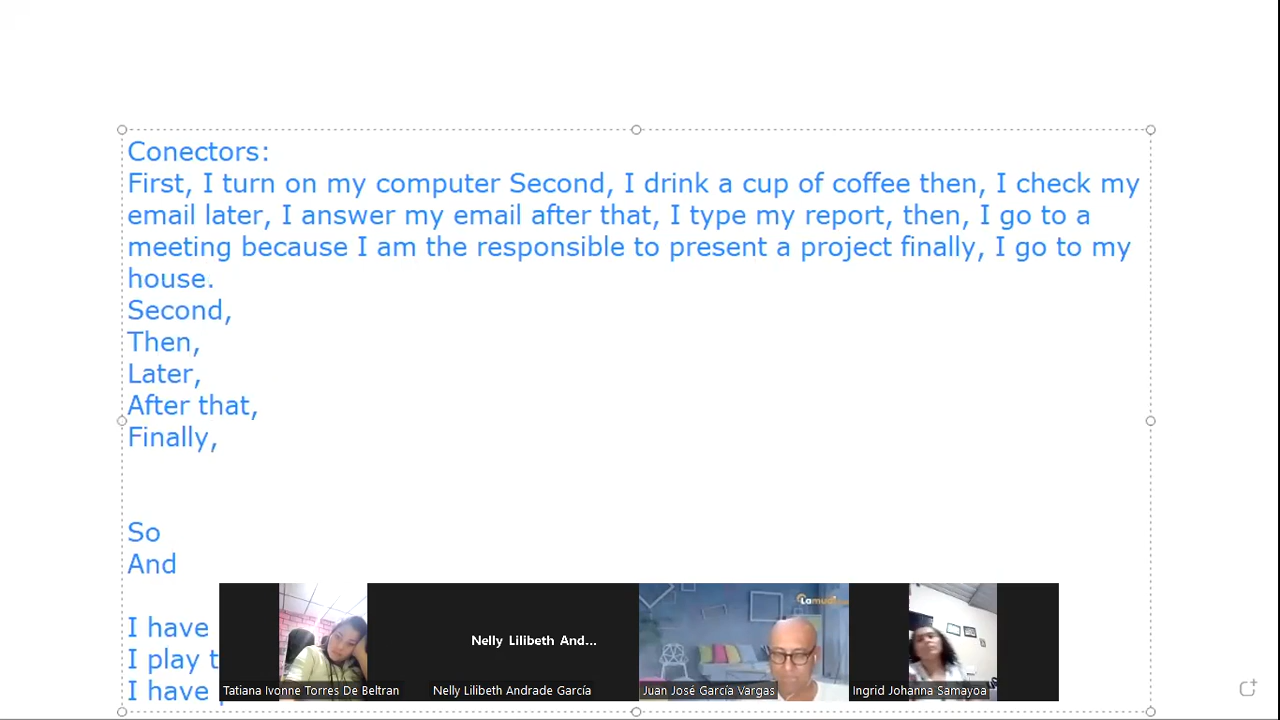 Conectors:
First, I turn on my computer Second, I drink a cup of coffee then, I check my
email later, I answer my email after that, I type my report, then, I go to a
meeting because I am the responsible to present a project finally, I go to my
house.
Second,
Then,
Later,
After that,
Finally,
So
And
I have
I play
I have
Nelly Lilibeth And...
Tatiana Ivonne Torres De Beltran
Nelly Lilibeth Andrade García
Juan José García Vargas
Ingrid Johanna Samayoa